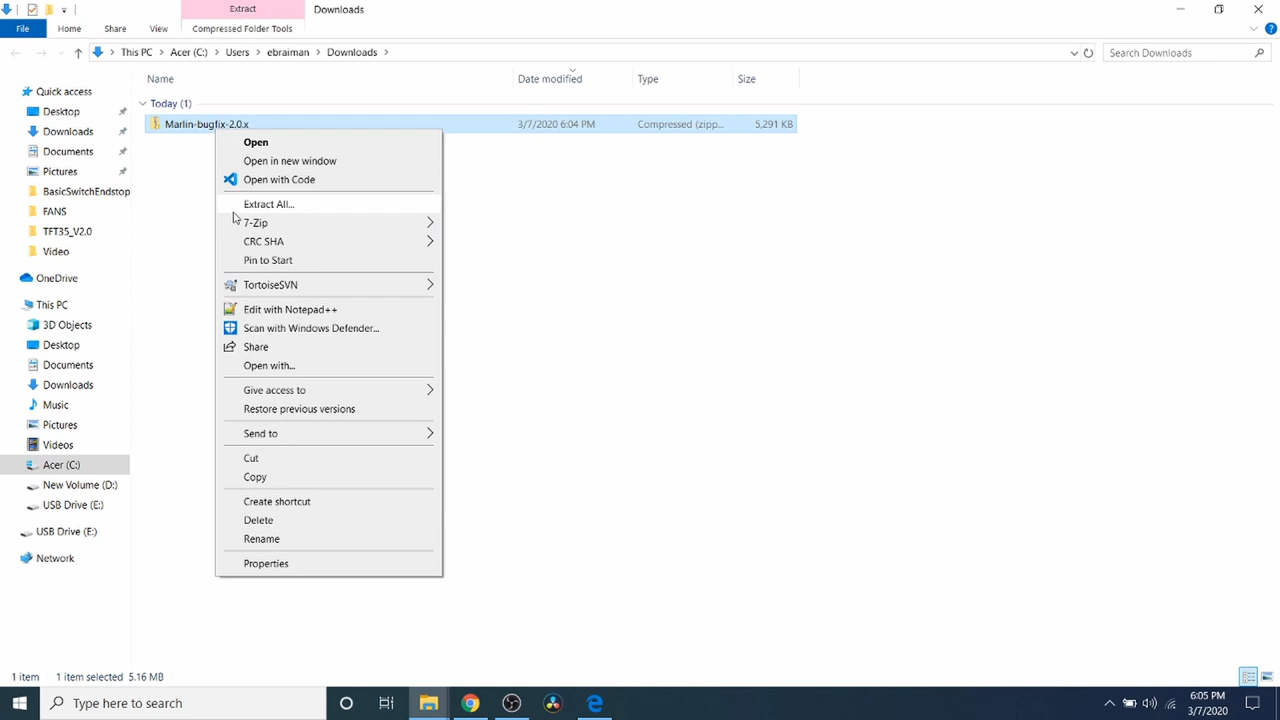 Extract
Downloads
File
Home
Share
View
Compressed Folder Tools
This PC
Acer (C:)
Users
ebraiman
Downloads
Search Downloads
Name
Date modified
Type
Size
Quick access
Desktop
Downloads
Documents
Pictures
BasicSwitchEndstop
FANS
TFT35_V2.0
Video
OneDrive
This PC
3D Objects
Desktop
Documents
Downloads
Music
Pictures
Videos
Acer (C:)
New Volume (D:)
USB Drive (E:)
USB Drive (E:)
Network
Today (1)
Marlin-bugfix-2.0.x
3/7/2020 6:04 PM
Compressed (zipp...
5,291 KB
Open
Open in new window
Open with Code
Extract All...
7-Zip
CRC SHA
Pin to Start
TortoiseSVN
Edit with Notepad++
Scan with Windows Defender...
Share
Open with...
Give access to
Restore previous versions
Send to
Cut
Copy
Create shortcut
Delete
Rename
Properties
1 item
1 item selected 5.16 MB
Type here to search
6:05 PM
3/7/2020